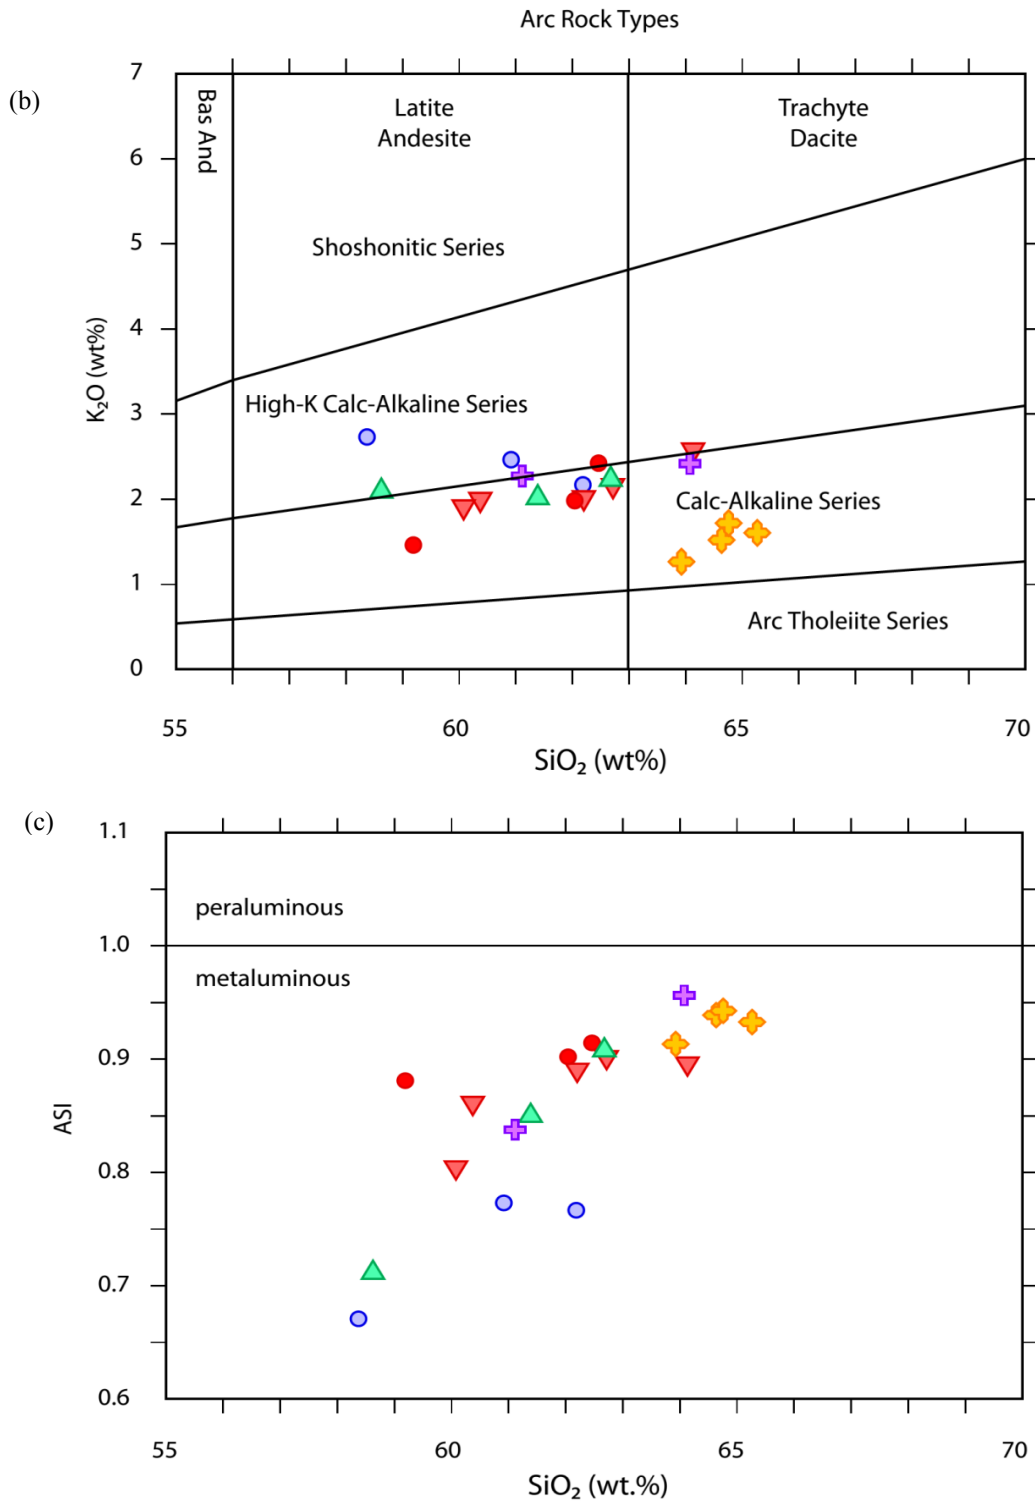 Arc Rock Types
(b)
7
6
5
4
3
2
1
0
K₂O (wt%)
Bas And
Latite
Andesite
Trachyte
Dacite
Shoshonitic Series
High-K Calc-Alkaline Series
Calc-Alkaline Series
Arc Tholeiite Series
55
60
65
70
SiO₂ (wt%)
(c)
1.1
1.0
0.9
0.8
0.7
0.6
ASI
peraluminous
metaluminous
55
60
65
70
SiO₂ (wt.%)